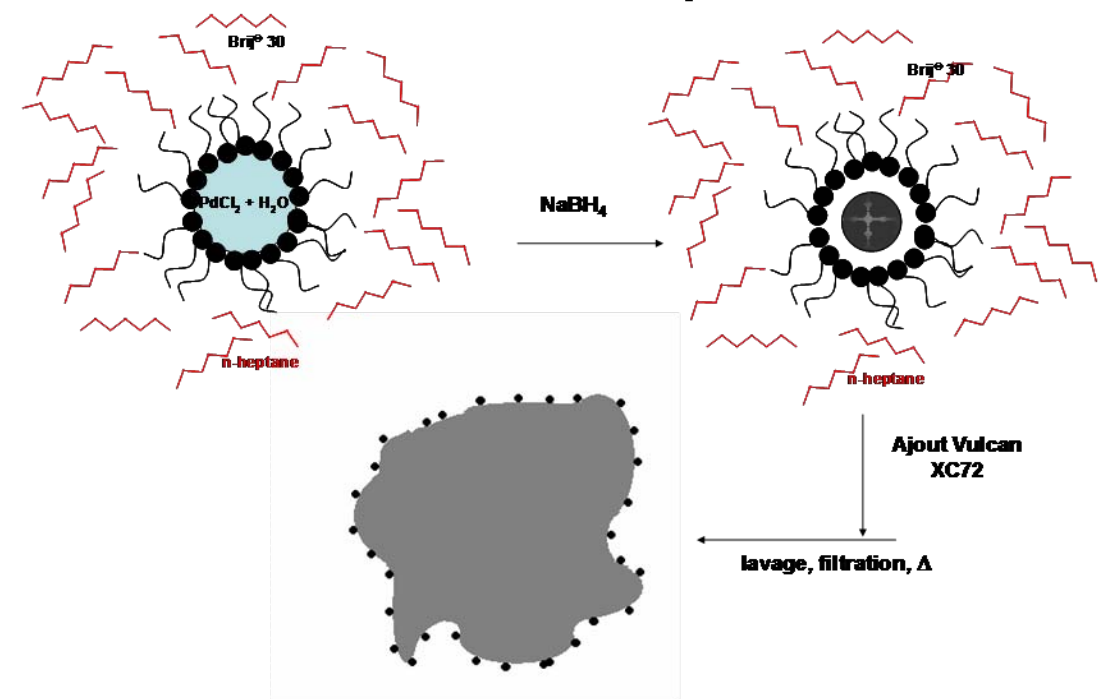 Brij® 30
PdCl₂ + H₂O
n-heptane
NaBH₄
Brij® 30
n-heptane
Ajout Vulcan
XC72
lavage, filtration, Δ